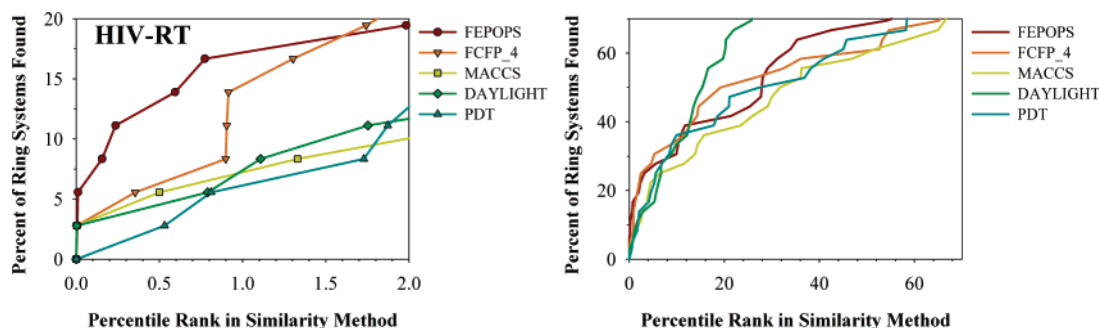 HIV-RT
Percent of Ring Systems Found
20
15
10
5
0
0.0 0.5 1.0 1.5 2.0
Percentile Rank in Similarity Method
FEPOPS
FCFP_4
MACCS
DAYLIGHT
PDT
Percent of Ring Systems Found
60
40
20
0
0 20 40 60
Percentile Rank in Similarity Method
FEPOPS
FCFP_4
MACCS
DAYLIGHT
PDT